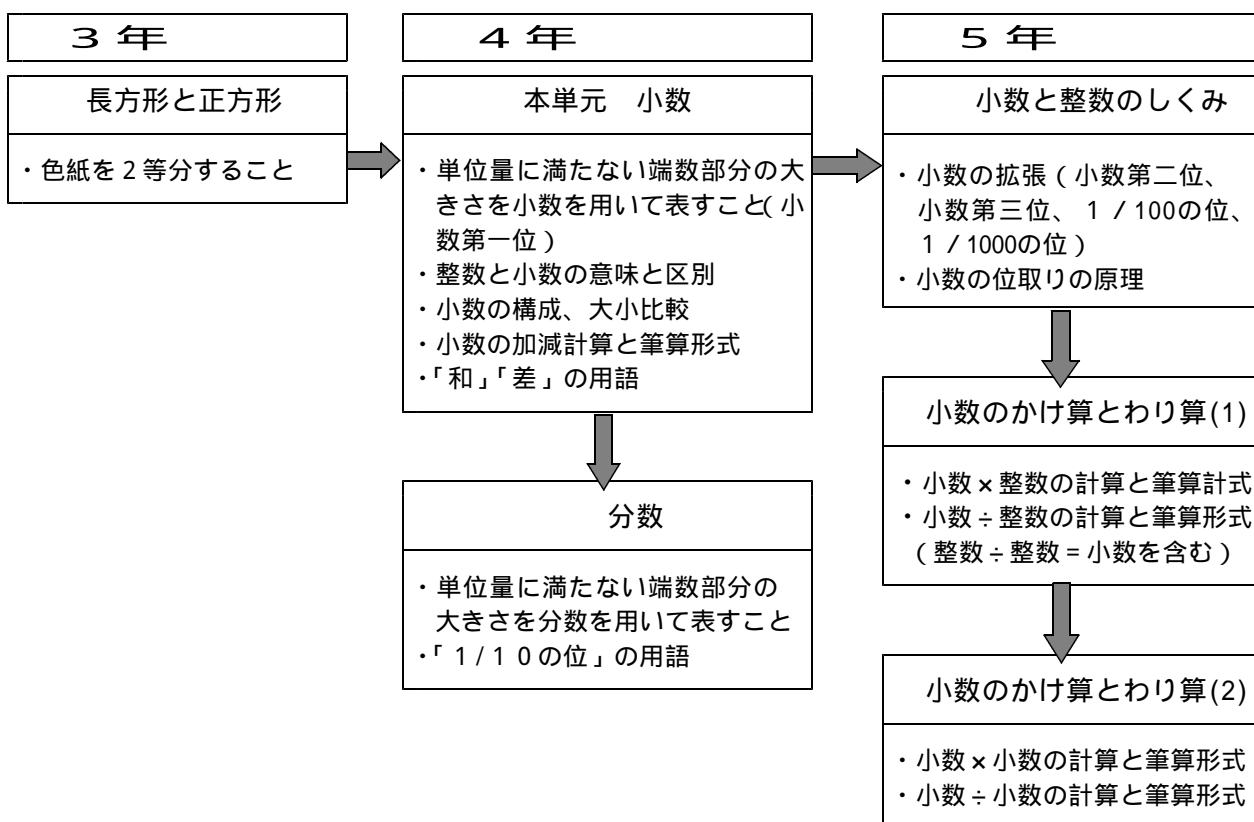 ３年
長方形と正方形
・色紙を２等分すること
４年
本単元　小数
・単位量に満たない端数部分の大
きさを小数を用いて表すこと（小
数第一位）
・整数と小数の意味と区別
・小数の構成、大小比較
・小数の加減計算と筆算形式
・「和」「差」の用語
分数
・単位量に満たない端数部分の
大きさを分数を用いて表すこと
・「１/１０の位」の用語
５年
小数と整数のしくみ
・小数の拡張（小数第二位、
小数第三位、１／100の位、
１／1000の位）
・小数の位取りの原理
小数のかけ算とわり算(1)
・小数×整数の計算と筆算計式
・小数÷整数の計算と筆算形式
（整数÷整数＝小数を含む）
小数のかけ算とわり算(2)
・小数×小数の計算と筆算形式
・小数÷小数の計算と筆算形式